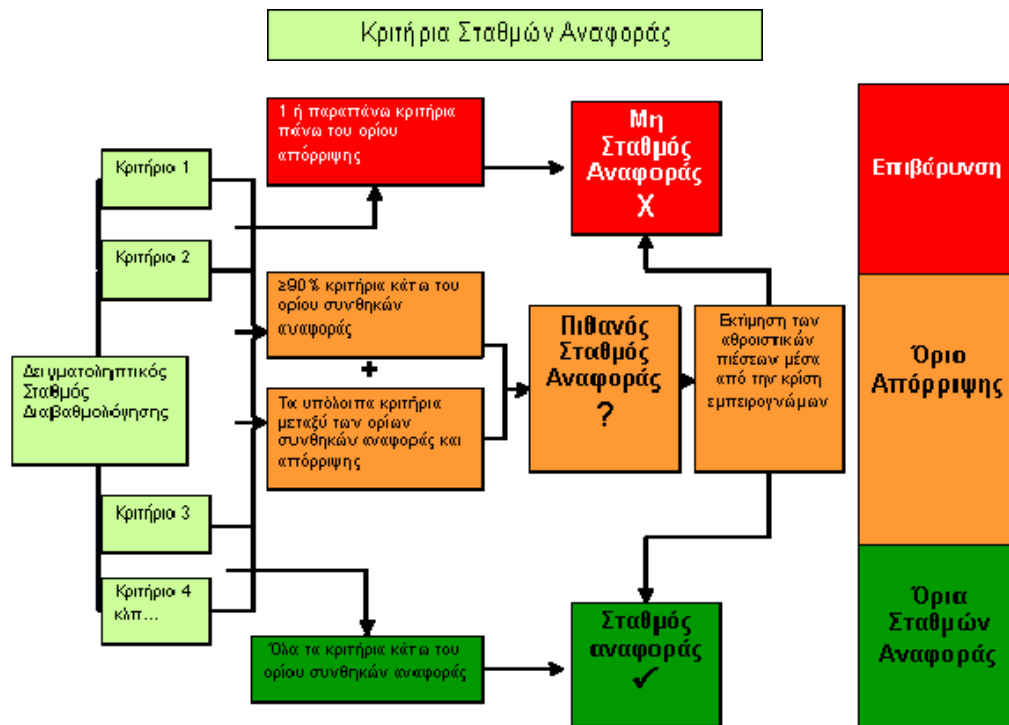 Κριτήρια Σταθμών Αναφοράς
Δειγματοληπτικός
Σταθμός
Διαβαθμολόγησης
Κριτήριο 1
Κριτήριο 2
Κριτήριο 3
Κριτήριο 4
κλπ...
1 ή παραπάνω κριτήρια
πάνω του ορίου
απόρριψης
≥90% κριτήρια κάτω του
ορίου συνθηκών
αναφοράς
+
Τα υπόλοιπα κριτήρια
μεταξύ των ορίων
συνθηκών αναφοράς και
απόρριψης
Όλα τα κριτήρια κάτω του
ορίου συνθηκών αναφοράς
Μη
Σταθμός
Αναφοράς
X
Πιθανός
Σταθμός
Αναφοράς
?
Εκτίμηση των
αθροιστικών
πιέσεων μέσα
από την κρίση
εμπειρογνώμων
Σταθμός
αναφοράς
✓
Επιβάρυνση
Όριο
Απόρριψης
Όρια
Σταθμών
Αναφοράς